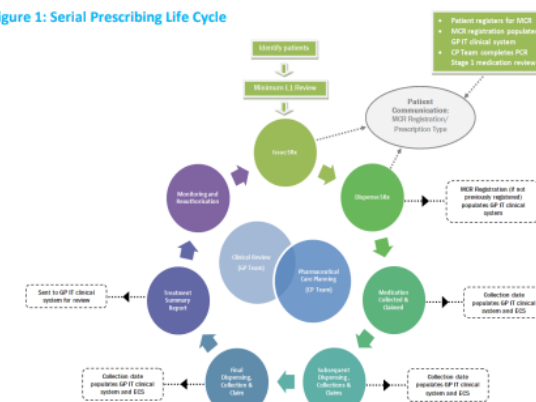 igure 1: Serial Prescribing Life Cycle
• Patient registers for MCR
• MCR registration populates
GP IT clinical
system
• CP Team completes PCR
Stage 1 medication review
Identify patients
Minimum L1 Review
Patient
Communication:
MCR Registration/
Prescription Type
Issue SRx
Dispense SRx
MCR Registration (if not
previously registered)
populates GP IT clinical
system
Monitoring and
Reauthorisation
Clinical Review
(GP Team)
Pharmaceutical
Care Planning
(CP Team)
Medication
Collected &
Claimed
Collection date
populates GP IT clinical
system and ECS
Treatment
Summary
Report
Sent to GP IT clinical
system for review
Subsequent
Dispensing,
Collections &
Claims
Collection date
populates GP IT clinical
system and ECS
Final
Dispensing,
Collection &
Claim
Collection date
populates GP IT clinical
system and ECS